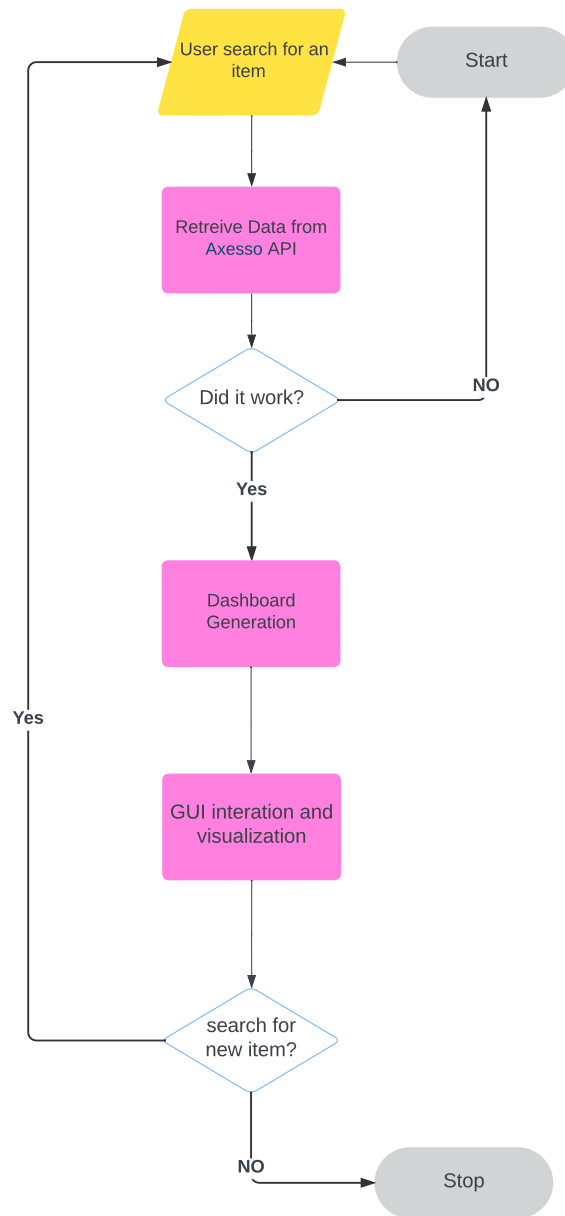 User search for an
item
Start
Retreive Data from
Axesso API
Did it work?
NO
Yes
Dashboard
Generation
Yes
GUI interation and
visualization
search for
new item?
NO
Stop